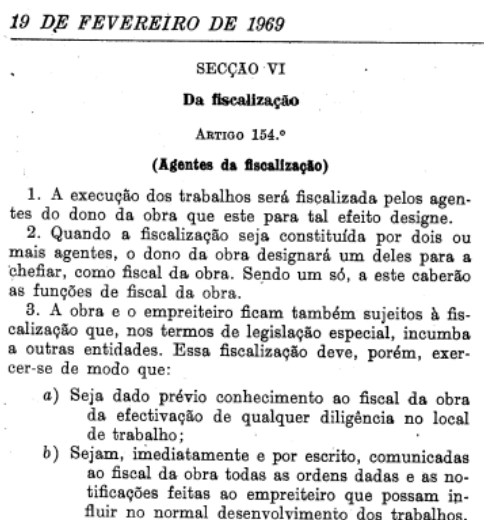 19 DE FEVEREIRO DE 1969
SECÇÃO VI
Da fiscalização
ARTIGO 154.º
(Agentes da fiscalização)
1. A execução dos trabalhos será fiscalizada pelos agen-
tes do dono da obra que este para tal efeito designe.
2. Quando a fiscalização seja constituída por dois ou
mais agentes, o dono da obra designará um deles para a
chefiar, como fiscal da obra. Sendo um só, a este caberão
as funções de fiscal da obra.
3. A obra e o empreiteiro ficam também sujeitos à fis-
calização que, nos termos de legislação especial, incumba
a outras entidades. Essa fiscalização deve, porém, exer-
cer-se de modo que:
a) Seja dado prévio conhecimento ao fiscal da obra
da efectivação de qualquer diligência no local
de trabalho;
b) Sejam, imediatamente e por escrito, comunicadas
ao fiscal da obra todas as ordens dadas e as no-
tificações feitas ao empreiteiro que possam in-
fluir no normal desenvolvimento dos trabalhos.